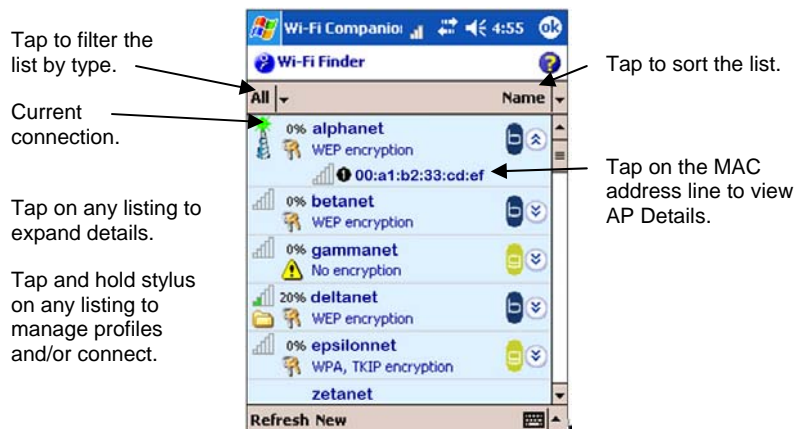 Tap to filter the
list by type.
Current
connection.
Tap on any listing to
expand details.
Tap and hold stylus
on any listing to
manage profiles
and/or connect.
Wi-Fi Companio 4:55 ok
Wi-Fi Finder ?
All Name
0% alphanet b
WEP encryption
1 00:a1:b2:33:cd:ef
0% betanet b
WEP encryption
0% gammanet g
No encryption
20% deltanet b
WEP encryption
0% epsilonnet g
WPA, TKIP encryption
zetanet
Refresh New
Tap to sort the list.
Tap on the MAC
address line to view
AP Details.